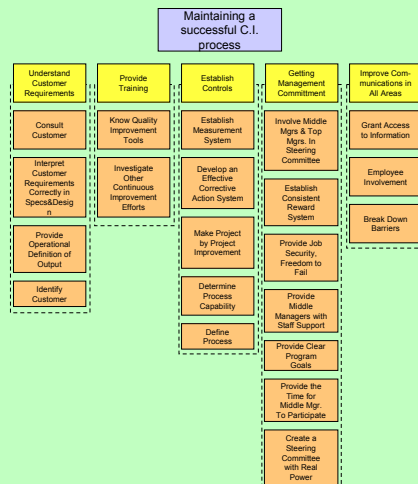 Maintaining a
successful C.I.
process
Understand
Customer
Requirements
Consult
Customer
Interpret
Customer
Requirements
Correctly in
Specs&Desig
n
Provide
Operational
Definition of
Output
Identify
Customer
Provide
Training
Know Quality
Improvement
Tools
Investigate
Other
Continuous
Improvement
Efforts
Establish
Controls
Establish
Measurement
System
Develop an
Effective
Corrective
Action System
Make Project
by Project
Improvement
Determine
Process
Capability
Define
Process
Getting
Management
Committment
Involve Middle
Mgrs & Top
Mgrs. In
Steering
Committee
Establish
Consistent
Reward
System
Provide Job
Security,
Freedom to
Fail
Provide
Middle
Managers with
Staff Support
Provide Clear
Program
Goals
Provide the
Time for
Middle Mgr.
To Participate
Create a
Steering
Committee
with Real
Power
Improve Com-
munications in
All Areas
Grant Access
to Information
Employee
Involvement
Break Down
Barriers